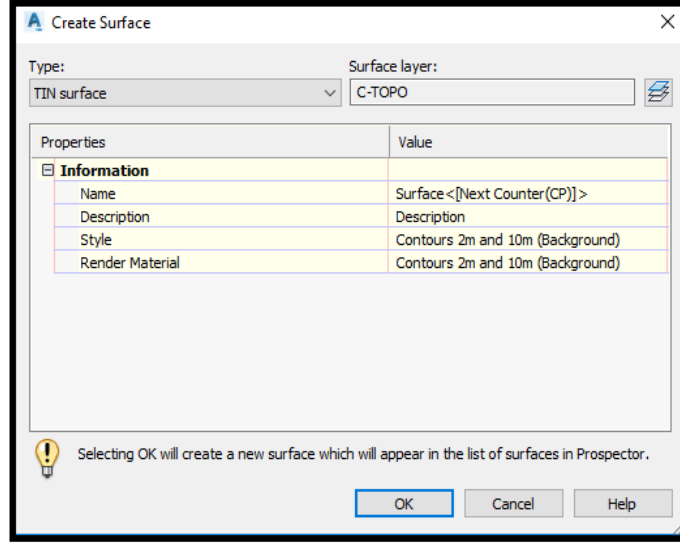 Create Surface
Type:
Surface layer:
TIN surface
C-TOPO
Properties Value
Information
Name Surface<[Next Counter(CP)]>
Description Description
Style Contours 2m and 10m (Background)
Render Material Contours 2m and 10m (Background)
Selecting OK will create a new surface which will appear in the list of surfaces in Prospector.
OK Cancel Help